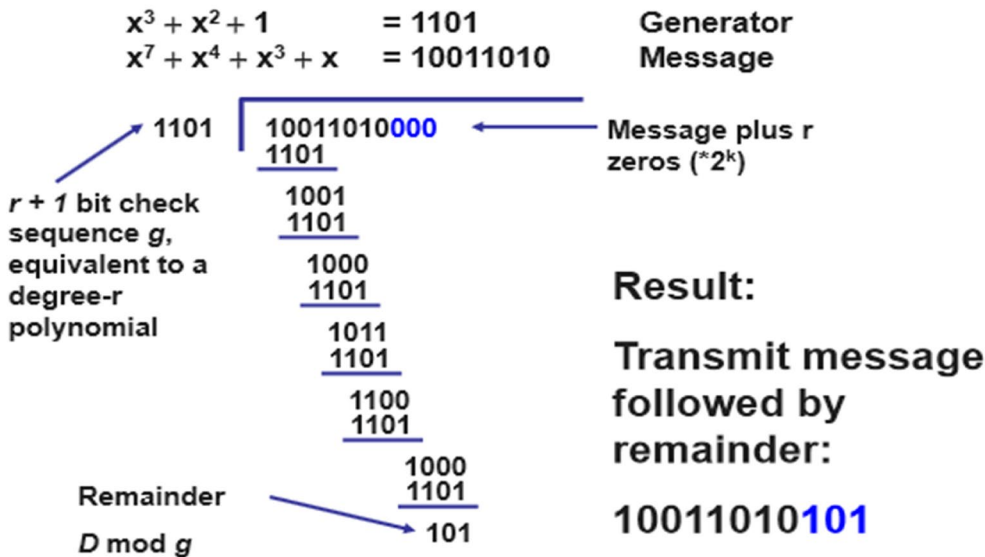 x³ + x² + 1 = 1101 Generator
x⁷ + x⁴ + x³ + x = 10011010 Message
1101 10011010000
Message plus r
zeros (*2ᵏ)
1101
r + 1 bit check
sequence g,
equivalent to a
degree-r
polynomial
1001
1101
1000
1101
1011
1101
1100
1101
1000
1101
101
Remainder
D mod g
Result:
Transmit message
followed by
remainder:
10011010101